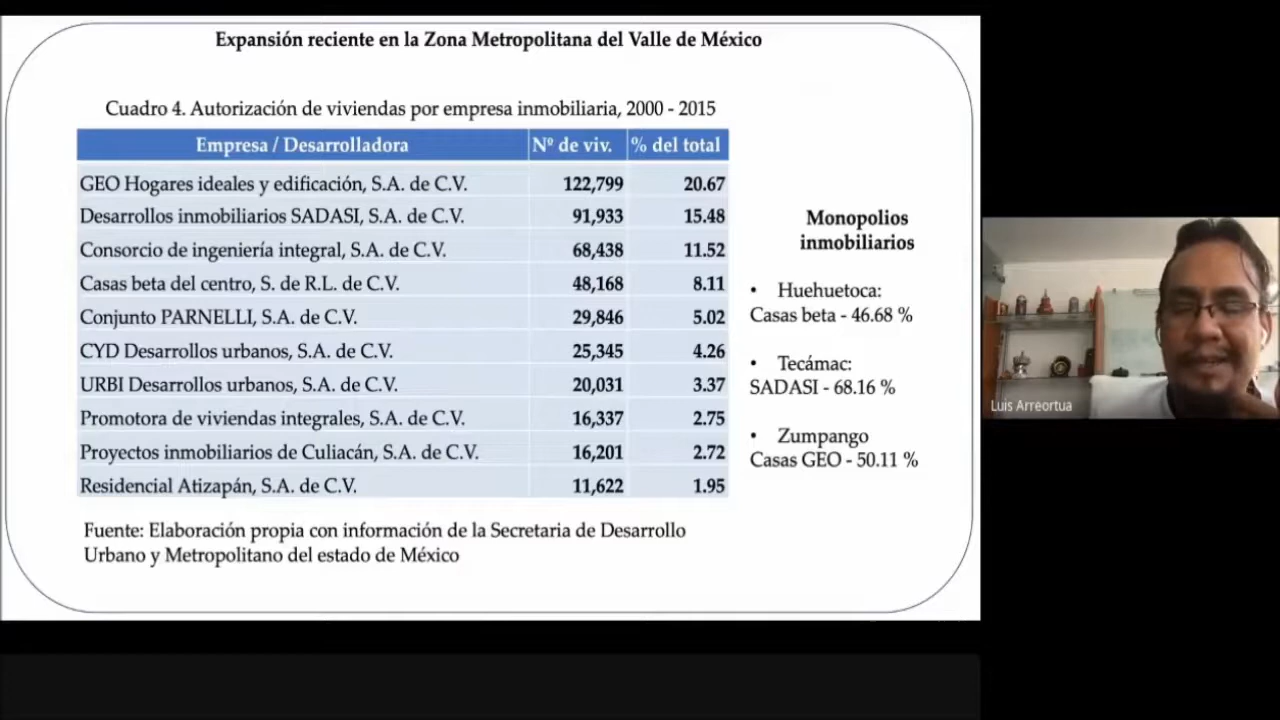 Expansión reciente en la Zona Metropolitana del Valle de México
Cuadro 4. Autorización de viviendas por empresa inmobiliaria, 2000 - 2015
Empresa / Desarrolladora Nº de viv. % del total
GEO Hogares ideales y edificación, S.A. de C.V. 122,799 20.67
Desarrollos inmobiliarios SADASI, S.A. de C.V. 91,933 15.48
Consorcio de ingeniería integral, S.A. de C.V. 68,438 11.52
Casas beta del centro, S. de R.L. de C.V. 48,168 8.11
Conjunto PARNELLI, S.A. de C.V. 29,846 5.02
CYD Desarrollos urbanos, S.A. de C.V. 25,345 4.26
URBI Desarrollos urbanos, S.A. de C.V. 20,031 3.37
Promotora de viviendas integrales, S.A. de C.V. 16,337 2.75
Proyectos inmobiliarios de Culiacán, S.A. de C.V. 16,201 2.72
Residencial Atizapán, S.A. de C.V. 11,622 1.95
Fuente: Elaboración propia con información de la Secretaria de Desarrollo
Urbano y Metropolitano del estado de México
Monopolios
inmobiliarios
• Huehuetoca:
Casas beta - 46.68 %
• Tecámac:
SADASI - 68.16 %
• Zumpango
Casas GEO - 50.11 %
Luis Arreortua